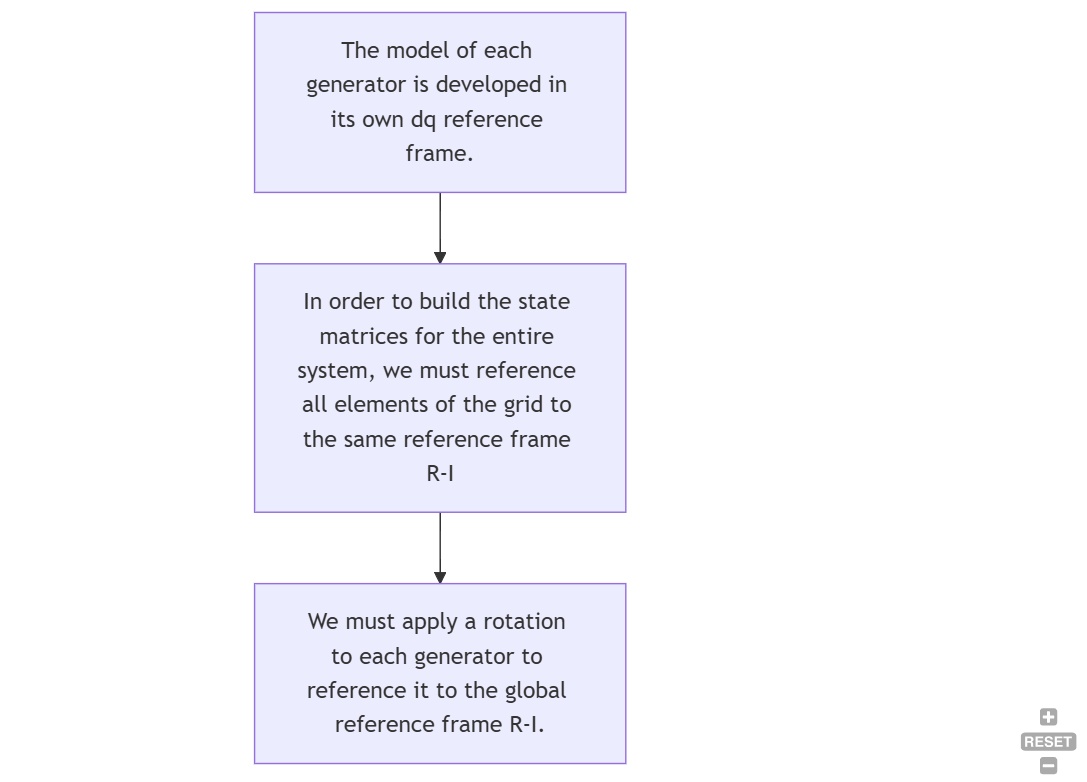 The model of each
generator is developed in
its own dq reference
frame.
In order to build the state
matrices for the entire
system, we must reference
all elements of the grid to
the same reference frame
R-I
We must apply a rotation
to each generator to
reference it to the global
reference frame R-I.
RESET